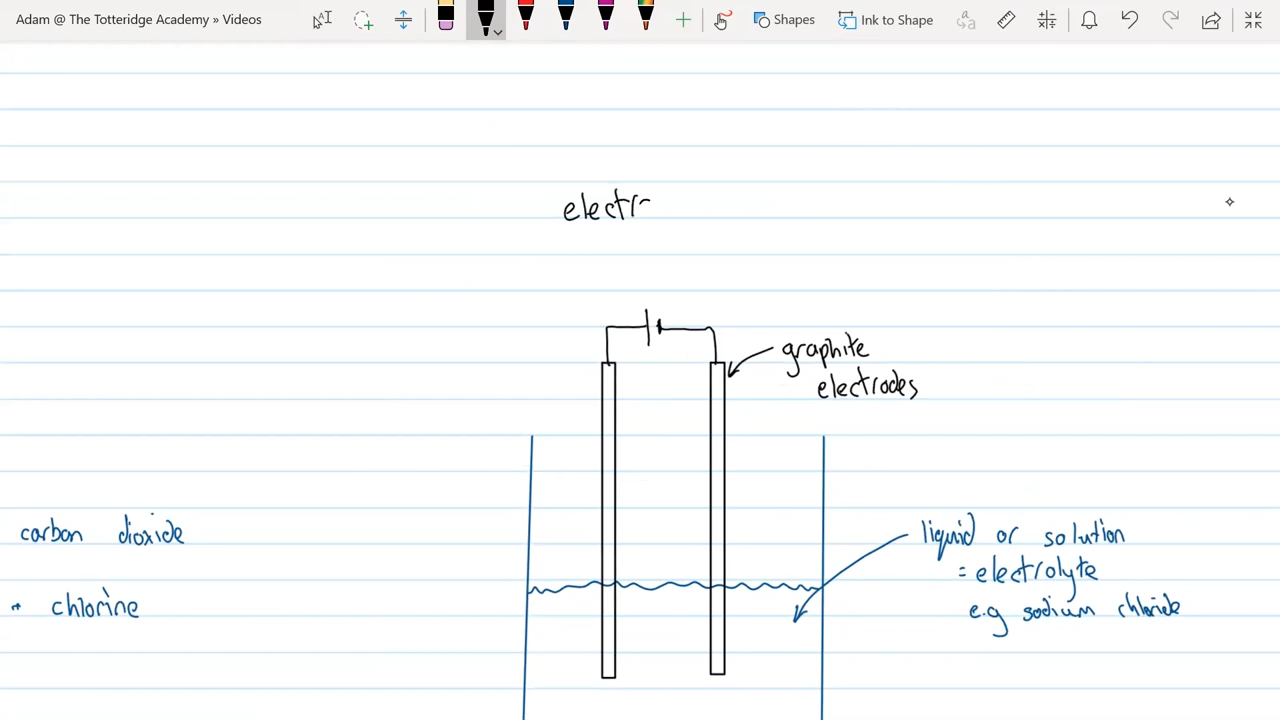 Adam @ The Totteridge Academy » Videos
Shapes
Ink to Shape
electr
graphite
electrodes
carbon dioxide
liquid or solution
= electrolyte
chlorine
e.g sodium chloride